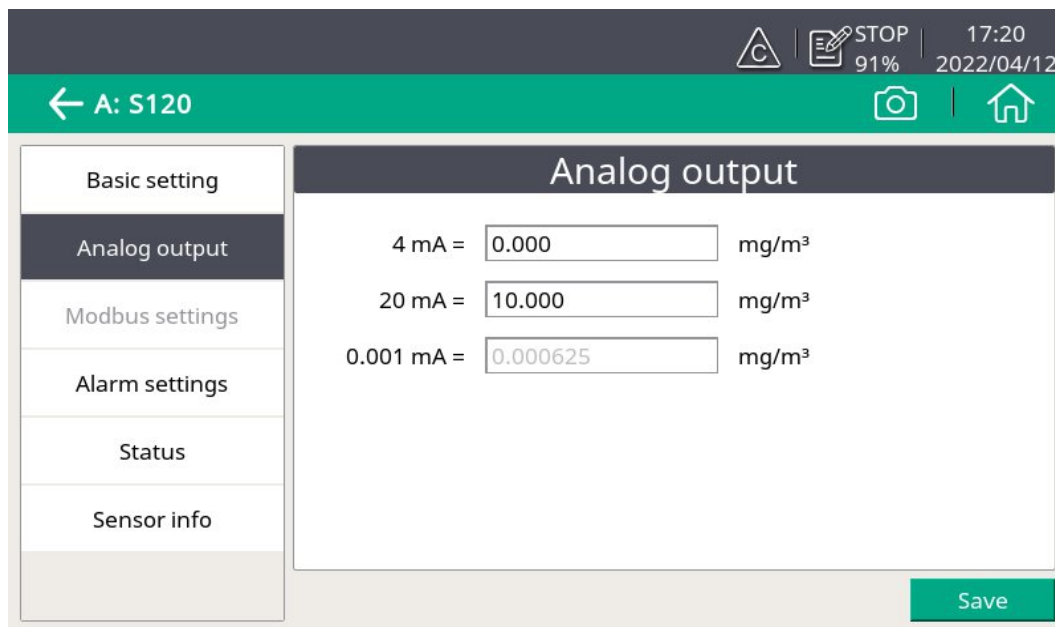 C
STOP
91%
17:20
2022/04/12
A: S120
Basic setting
Analog output
Modbus settings
Alarm settings
Status
Sensor info
Analog output
4 mA = 0.000 mg/m³
20 mA = 10.000 mg/m³
0.001 mA = 0.000625 mg/m³
Save